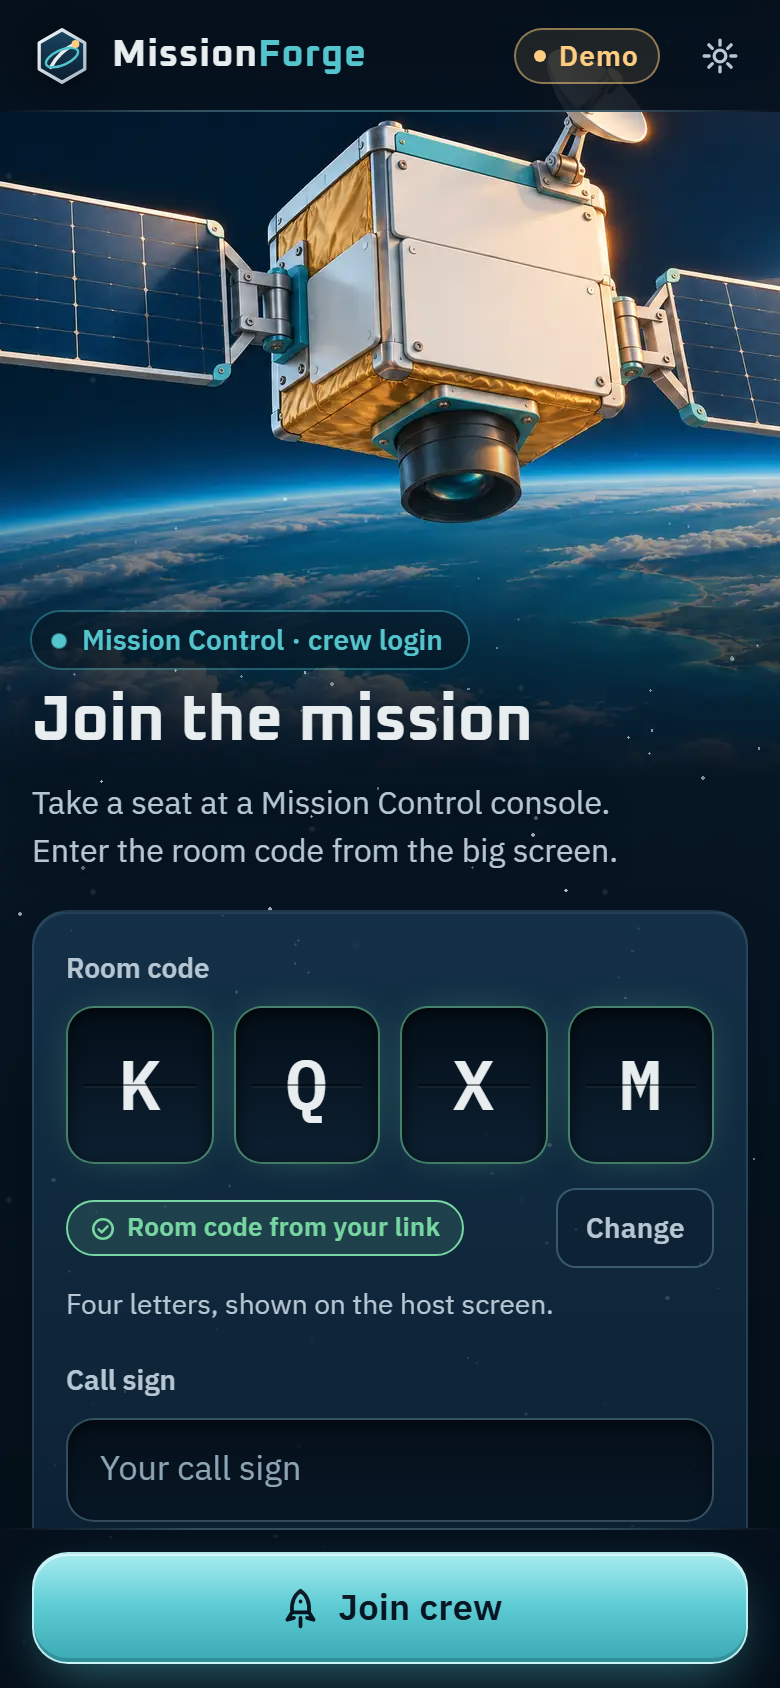 MissionForge
Demo
Mission Control · crew login
Join the mission
Take a seat at a Mission Control console.
Enter the room code from the big screen.
Room code
K Q X M
Room code from your link
Change
Four letters, shown on the host screen.
Call sign
Your call sign
Join crew